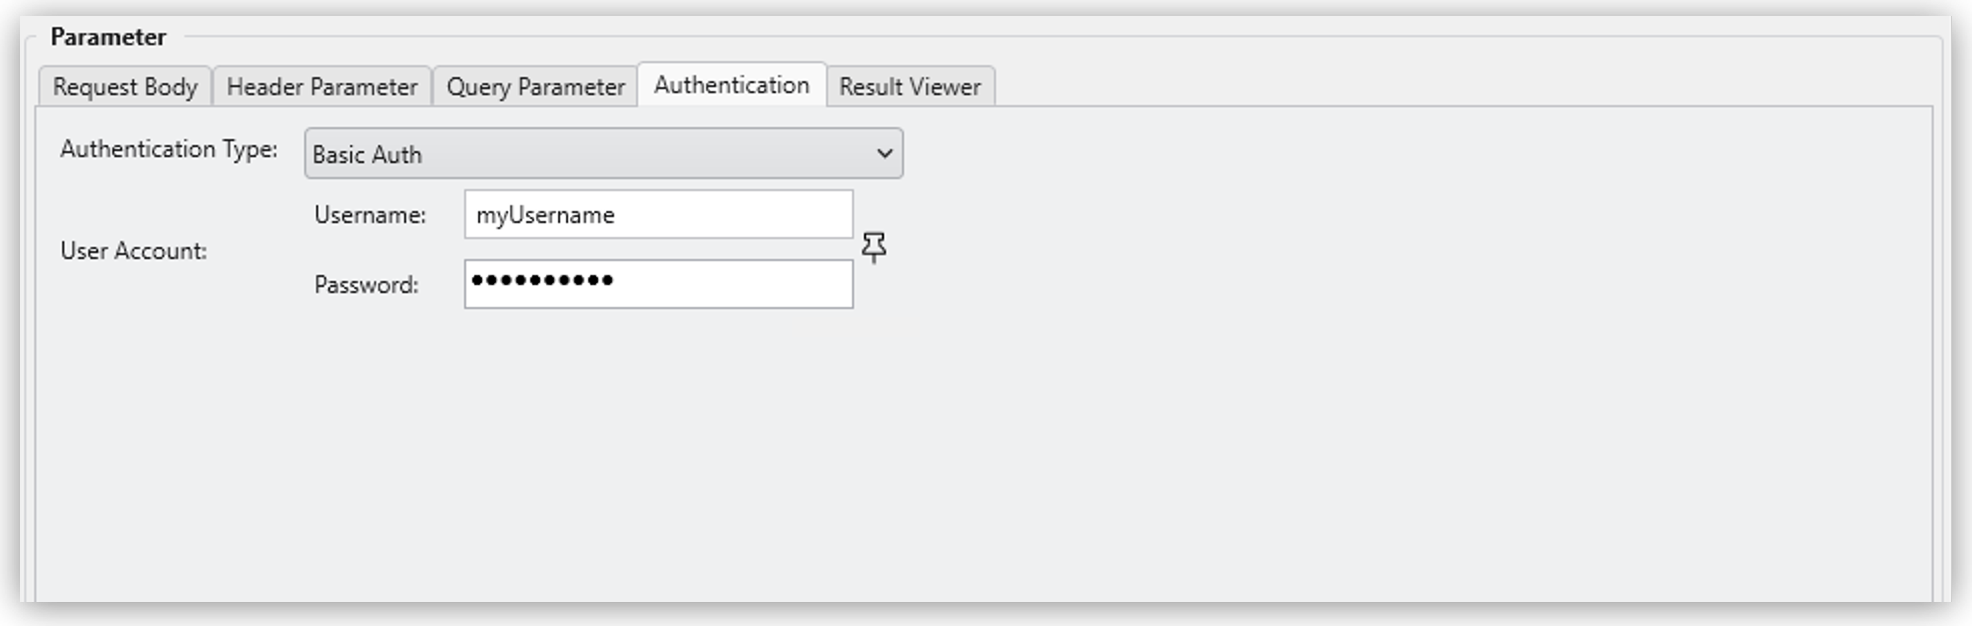 Parameter
Request Body Header Parameter Query Parameter Authentication Result Viewer
Authentication Type: Basic Auth
Username: myUsername
User Account:
Password: ●●●●●●●●●●